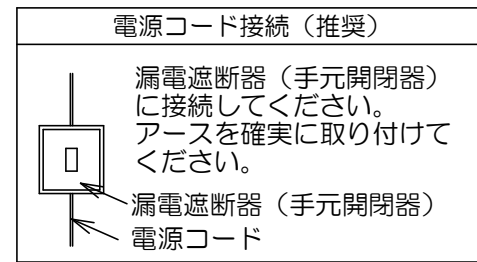 電源コード接続（推奨）
漏電遮断器（手元開閉器）
に接続してください。
アースを確実に取り付けて
ください。
漏電遮断器（手元開閉器）
電源コード